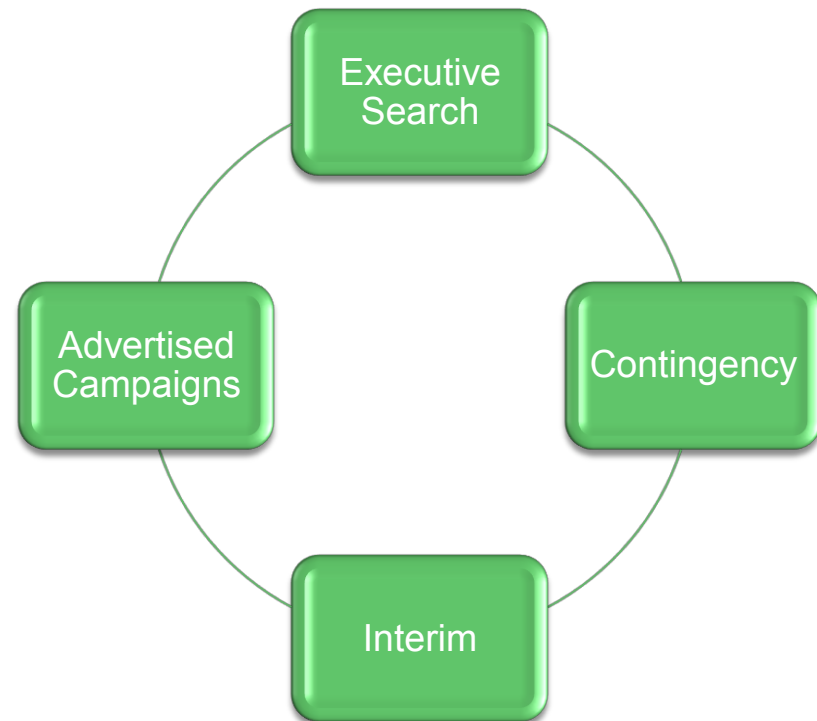 Executive
Search
Advertised
Campaigns
Contingency
Interim